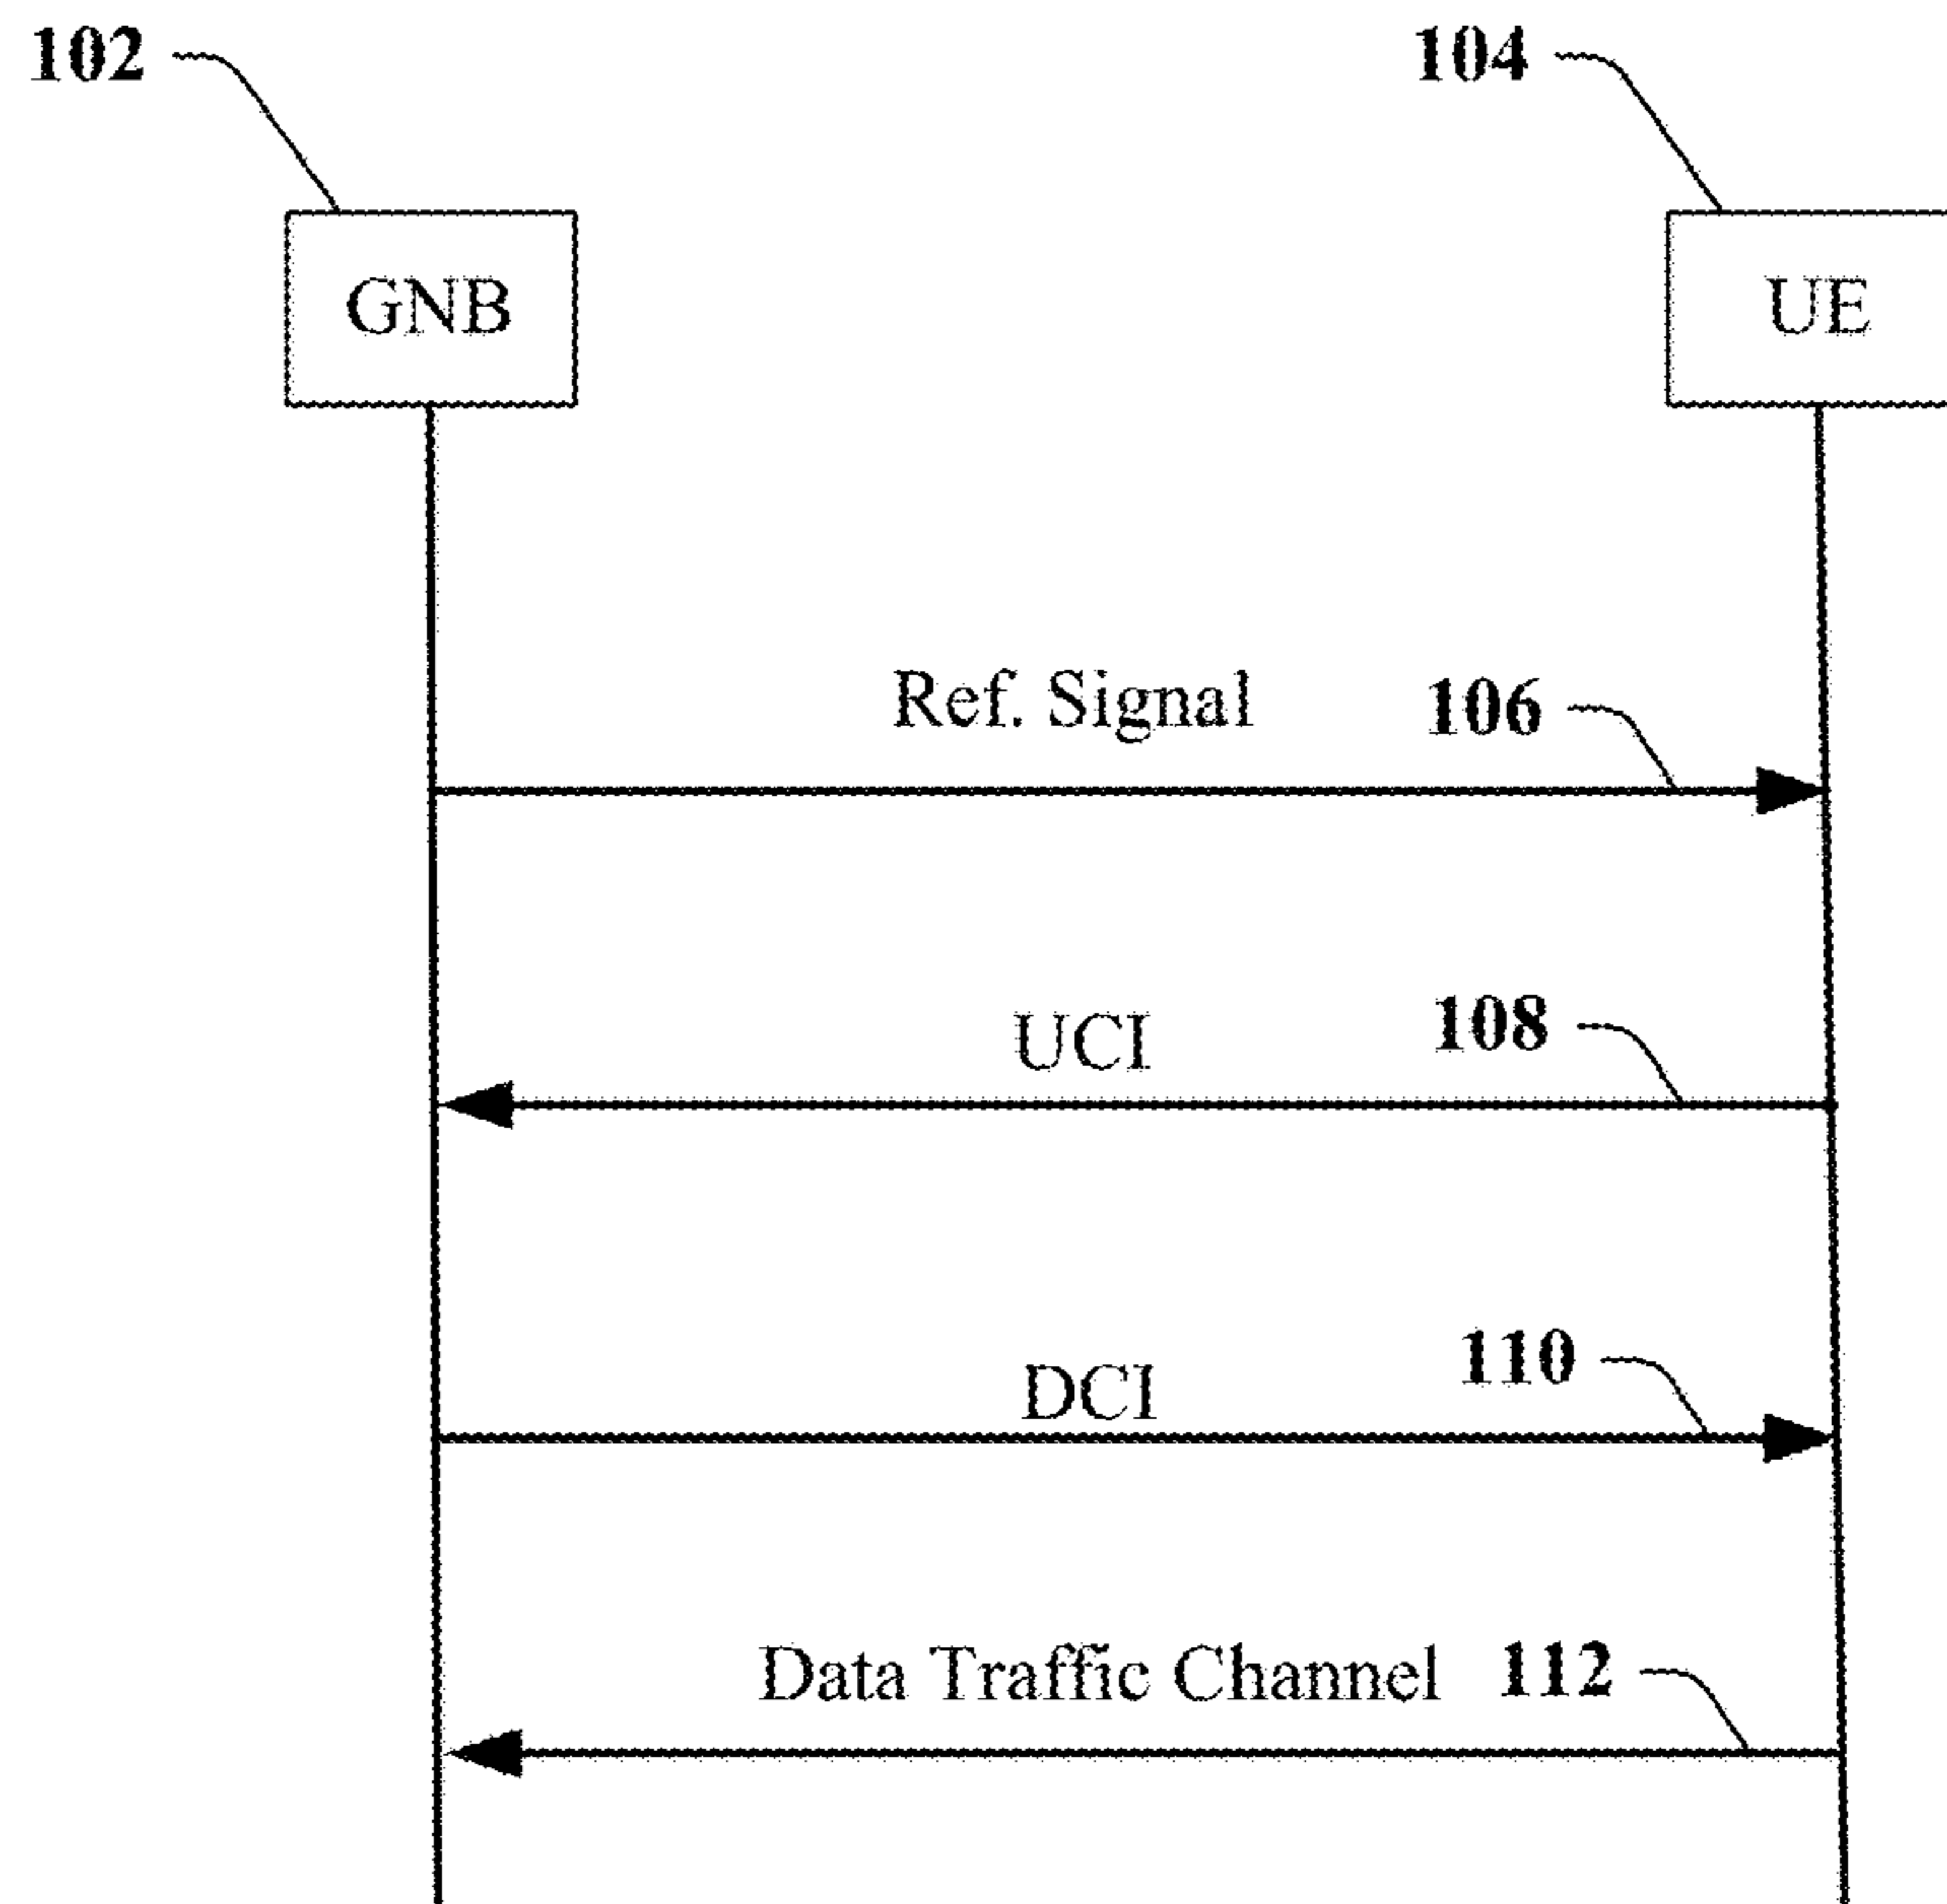 102
104
GNB
UE
Ref. Signal 106
UCI 108
DCI 110
Data Traffic Channel 112